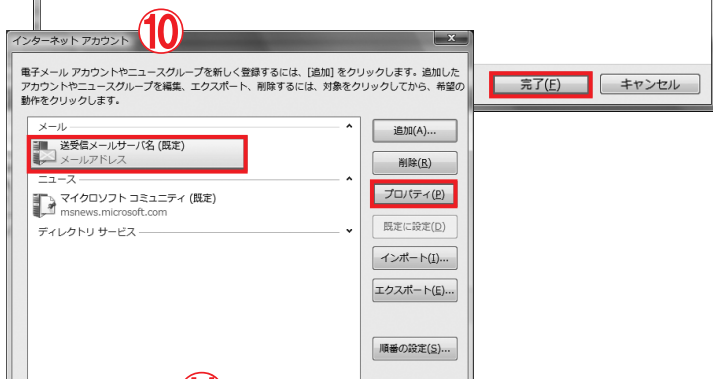 ⑩
インターネット アカウント
電子メール アカウントやニュースグループを新しく登録するには、[追加] をクリックします。追加した
アカウントやニュースグループを編集、エクスポート、削除するには、対象をクリックしてから、希望の
動作をクリックします。
メール
送受信メールサーバ名 (既定)
メールアドレス
ニュース
マイクロソフト コミュニティ (既定)
msnews.microsoft.com
ディレクトリ サービス
追加(A)...
削除(R)
プロパティ(P)
既定に設定(D)
インポート(I)...
エクスポート(E)...
順番の設定(S)...
完了(F)
キャンセル